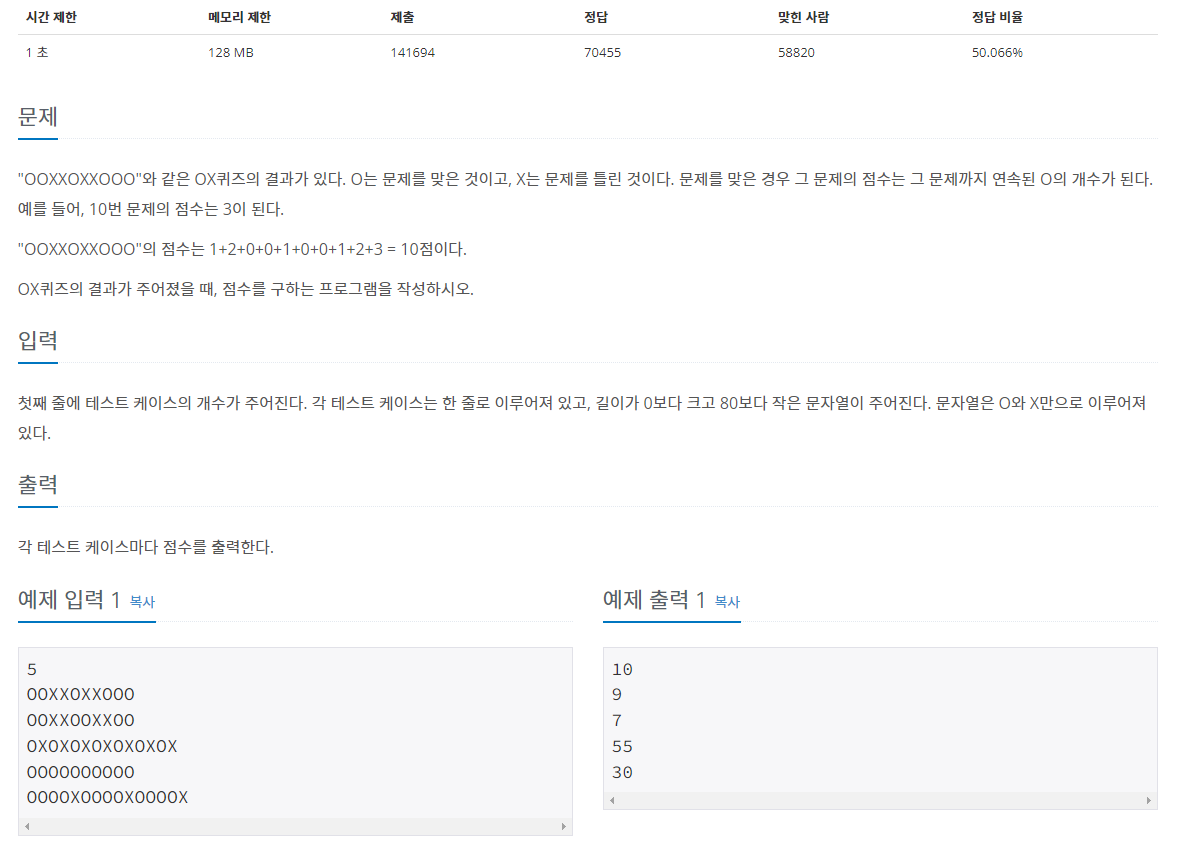 시간 제한 메모리 제한 제출 정답 맞힌 사람 정답 비율
1 초 128 MB 141694 70455 58820 50.066%
문제
"OOXXOXXOOO"와 같은 OX퀴즈의 결과가 있다. O는 문제를 맞은 것이고, X는 문제를 틀린 것이다. 문제를 맞은 경우 그 문제의 점수는 그 문제까지 연속된 O의 개수가 된다.
예를 들어, 10번 문제의 점수는 3이 된다.
"OOXXOXXOOO"의 점수는 1+2+0+0+1+0+0+1+2+3 = 10점이다.
OX퀴즈의 결과가 주어졌을 때, 점수를 구하는 프로그램을 작성하시오.
입력
첫째 줄에 테스트 케이스의 개수가 주어진다. 각 테스트 케이스는 한 줄로 이루어져 있고, 길이가 0보다 크고 80보다 작은 문자열이 주어진다. 문자열은 O와 X만으로 이루어져
있다.
출력
각 테스트 케이스마다 점수를 출력한다.
예제 입력 1 복사
5
OOXXOXXOOO
OOXXOOXXOO
OXOXOXOXOXOXOX
OOOOOOOOOO
OOOOXOOOOXOOOOX
예제 출력 1 복사
10
9
7
55
30